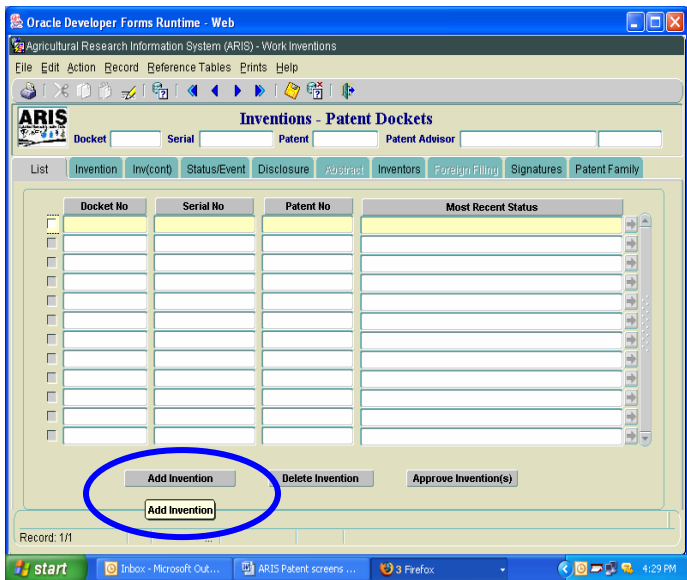 Oracle Developer Forms Runtime - Web
Agricultural Research Information System (ARIS) - Work Inventions
File Edit Action Record Reference Tables Prints Help
ARIS
Inventions - Patent Dockets
Docket Serial Patent Patent Advisor
List Invention Inv(cont) Status/Event Disclosure Abstract Inventors Foreign Filing Signatures Patent Family
Docket No Serial No Patent No Most Recent Status
Add Invention Delete Invention Approve Invention(s)
Add Invention
Record: 1/1 ...
start Inbox - Microsoft Out... ARIS Patent screens ... 3 Firefox 4:29 PM